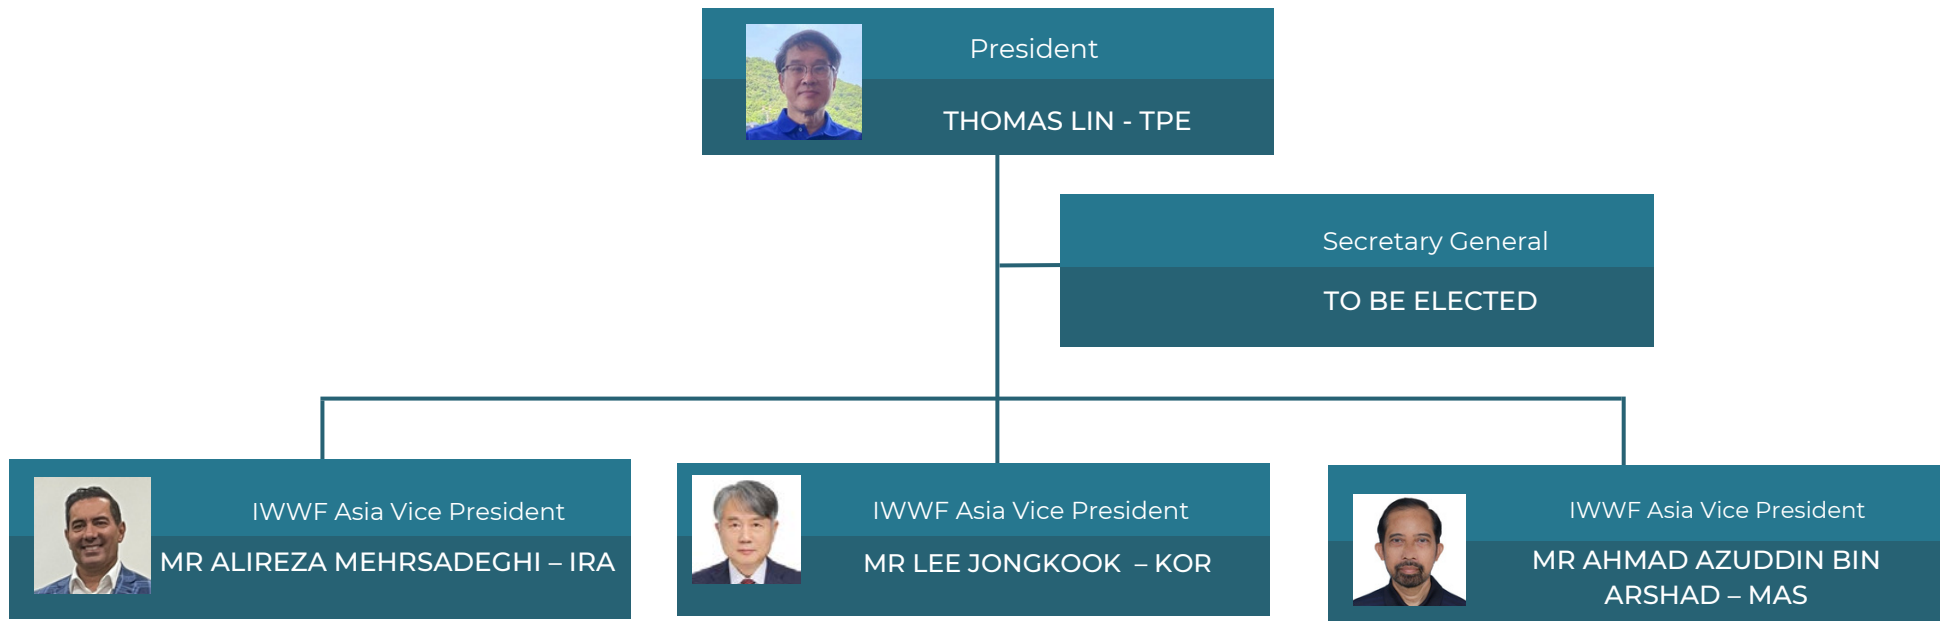 President
THOMAS LIN - TPE
Secretary General
TO BE ELECTED
IWWF Asia Vice President
MR ALIREZA MEHRSADEGHI – IRA
IWWF Asia Vice President
MR LEE JONGKOOK – KOR
IWWF Asia Vice President
MR AHMAD AZUDDIN BIN
ARSHAD – MAS